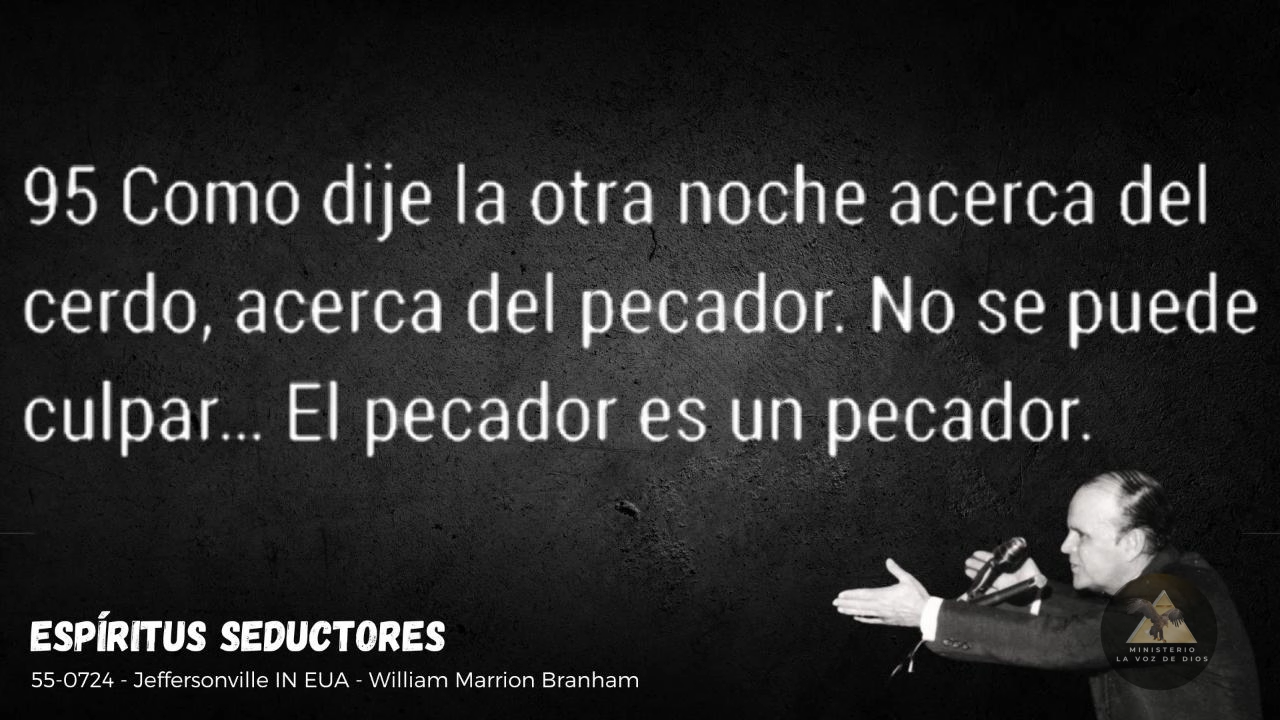 95 Como dije la otra noche acerca del
cerdo, acerca del pecador. No se puede
culpar... El pecador es un pecador.
ESPÍRITUS SEDUCTORES
55-0724 - Jeffersonville IN EUA - William Marrion Branham
MINISTERIO
LA VOZ DE DIOS